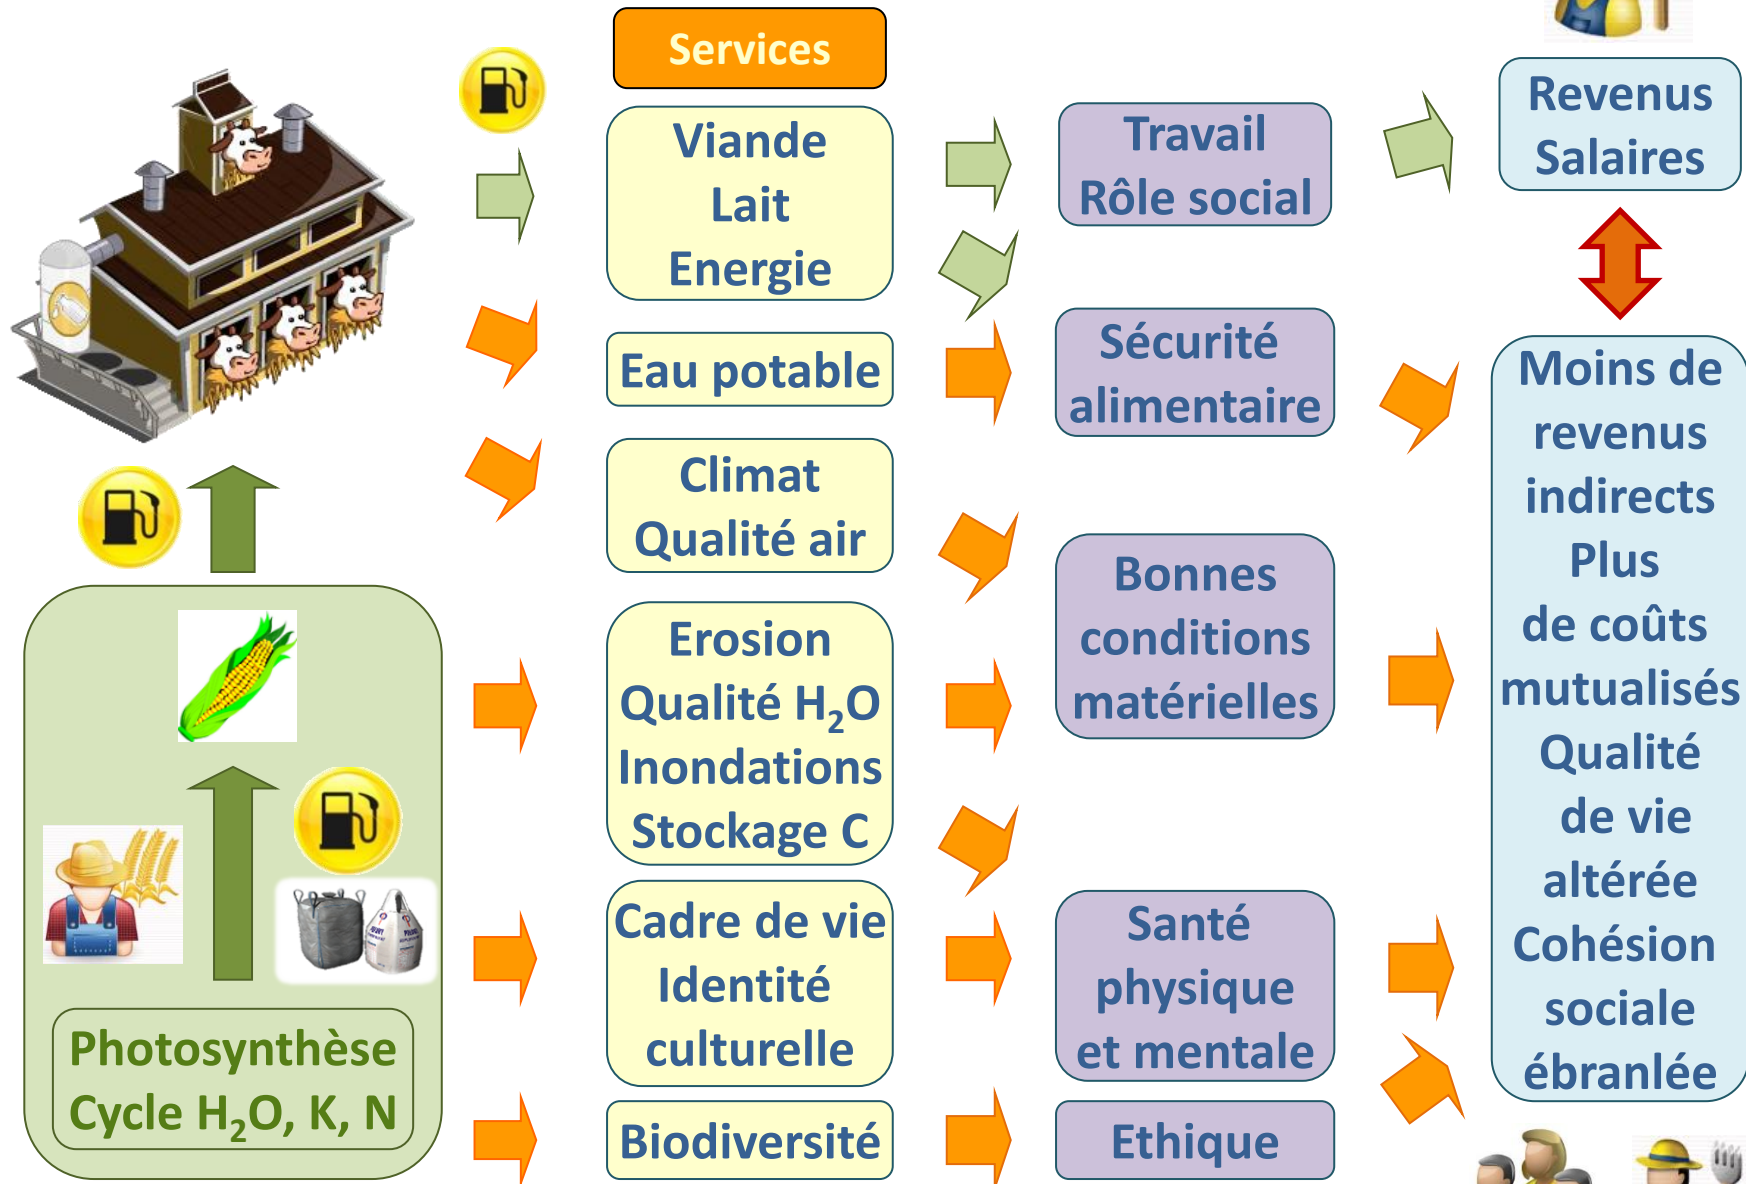 Services
Viande
Lait
Energie
Eau potable
Climat
Qualité air
Erosion
Qualité H₂O
Inondations
Stockage C
Cadre de vie
Identité
culturelle
Biodiversité
Travail
Rôle social
Sécurité
alimentaire
Bonnes
conditions
matérielles
Santé
physique
et mentale
Ethique
Revenus
Salaires
Moins de
revenus
indirects
Plus
de coûts
mutualisés
Qualité
de vie
altérée
Cohésion
sociale
ébranlée
Photosynthèse
Cycle H₂O, K, N